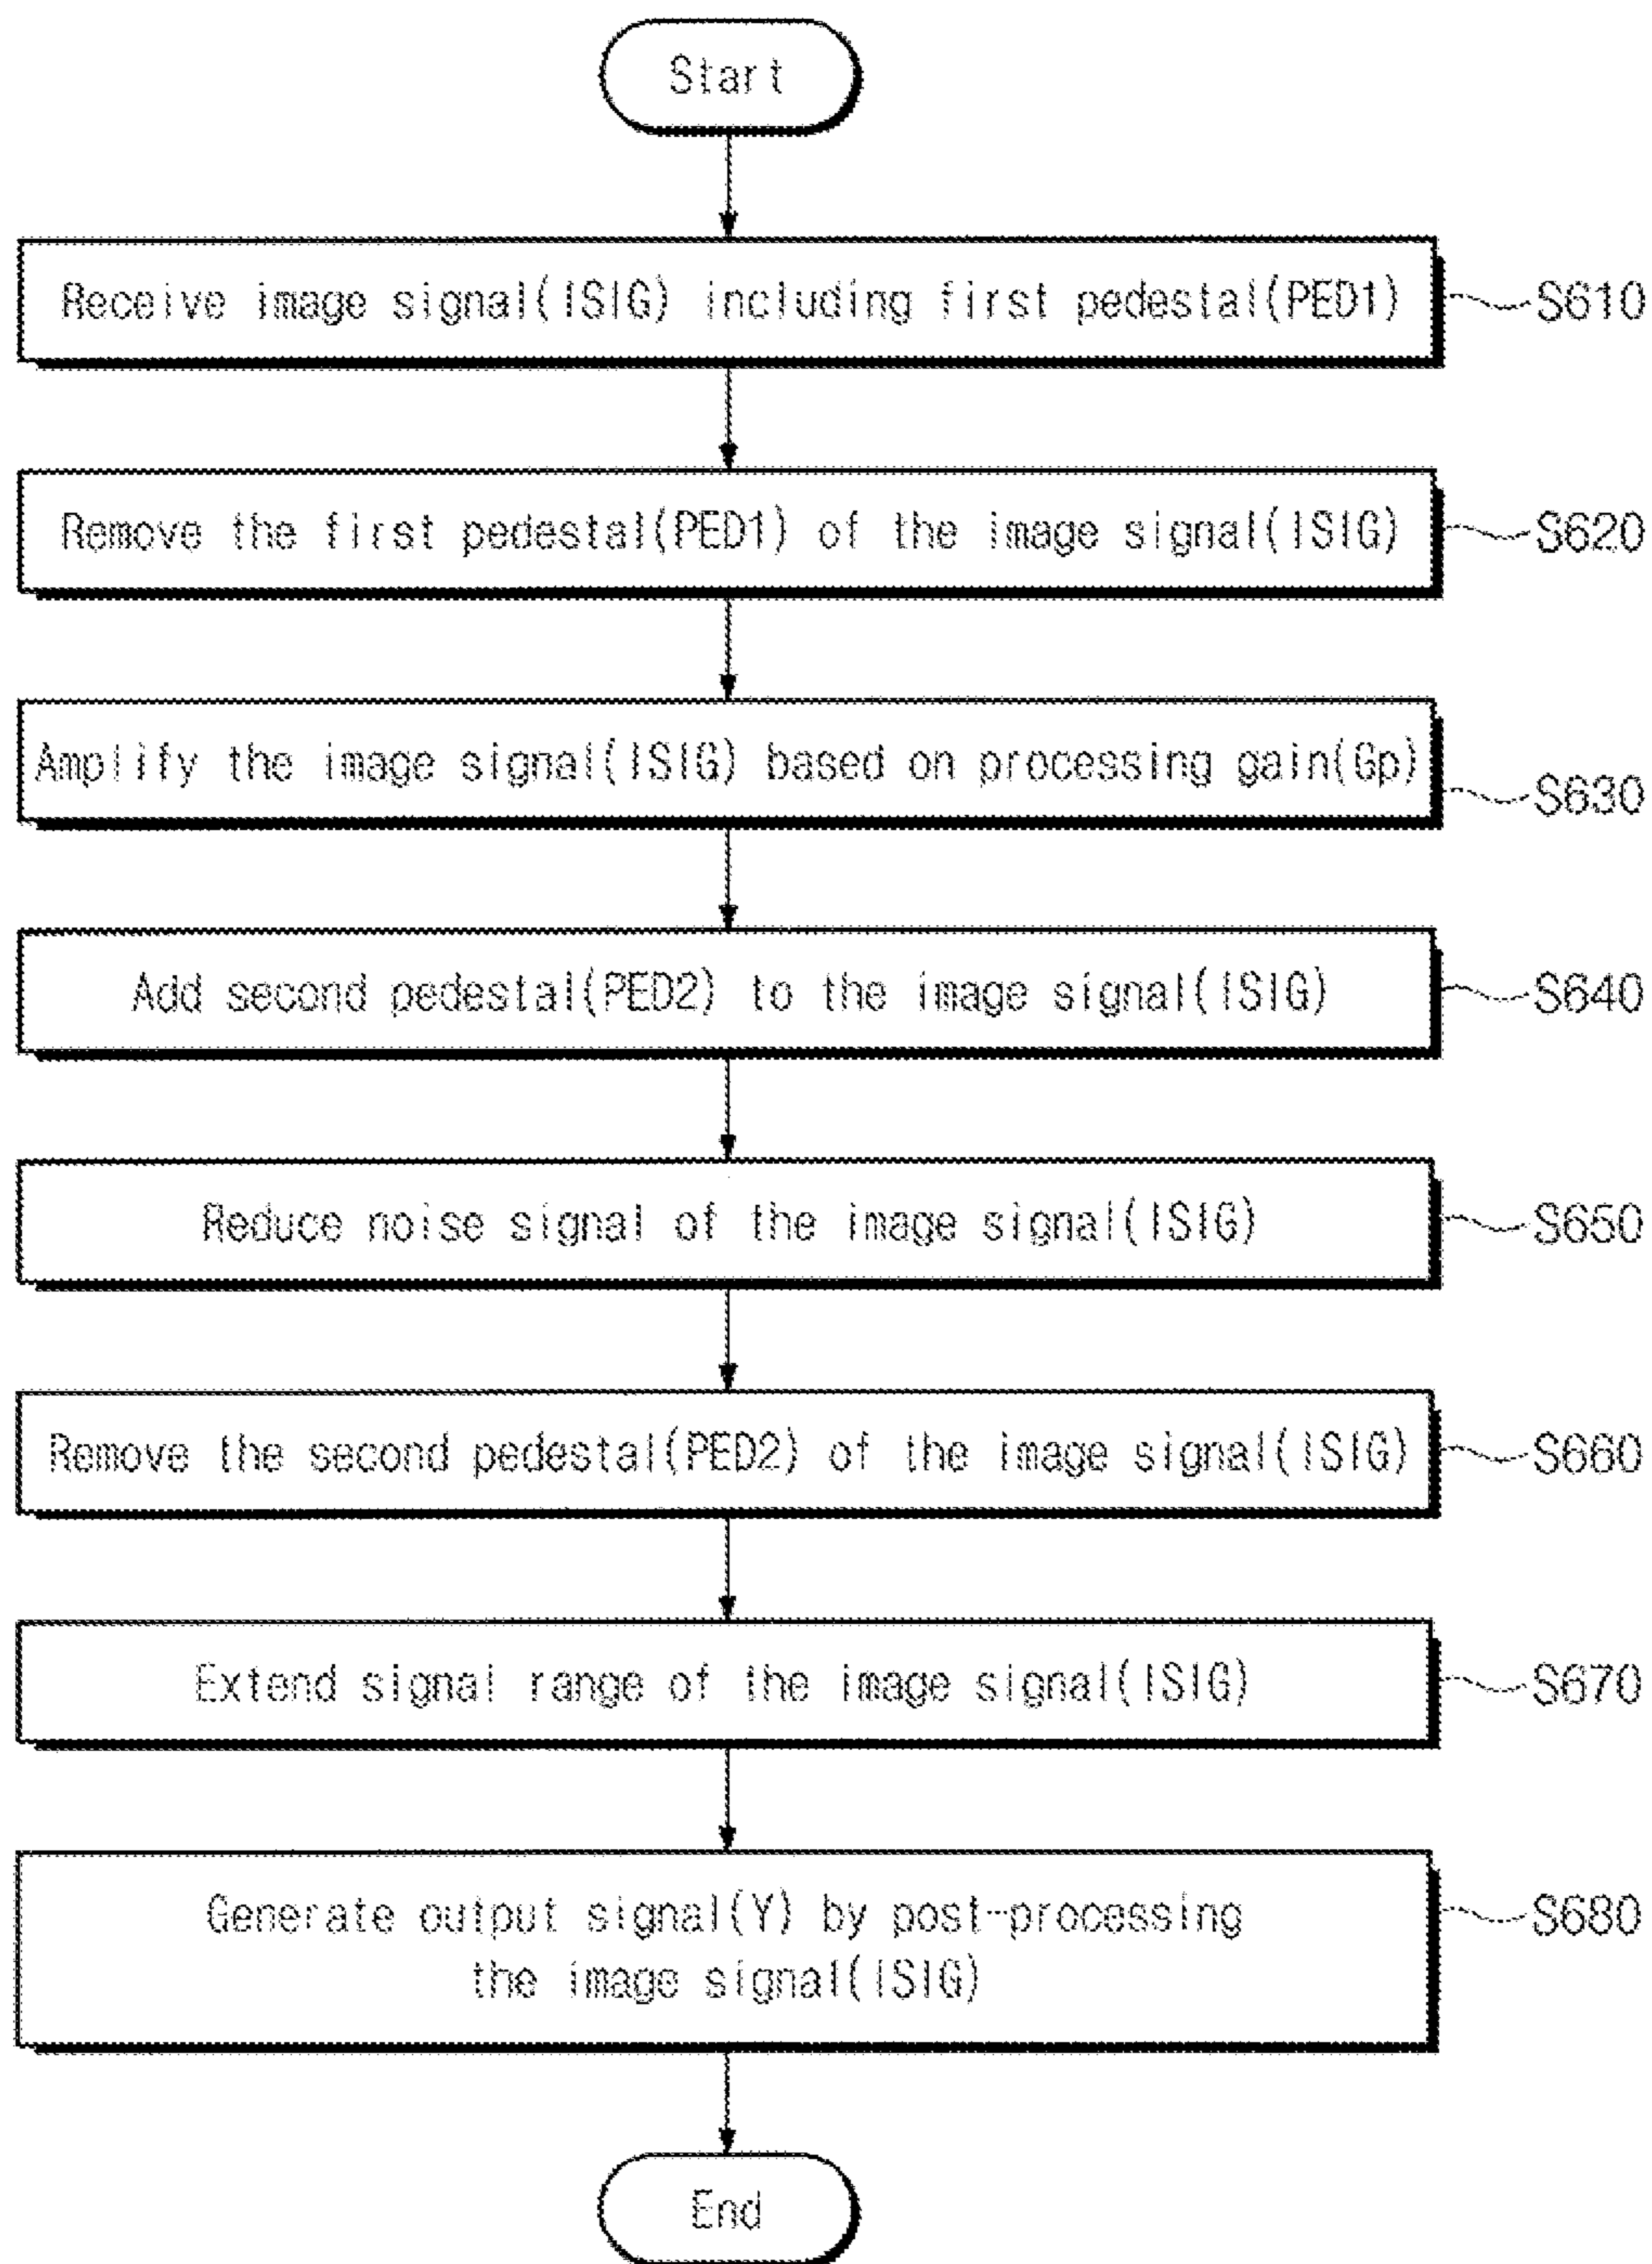 Start
Receive image signal(ISIG) including first pedestal(PED1)
S610
Remove the first pedestal(PED1) of the image signal(ISIG)
S620
Amplify the image signal(ISIG) based on processing gain(Gp)
S630
Add second pedestal(PED2) to the image signal(ISIG)
S640
Reduce noise signal of the image signal(ISIG)
S650
Remove the second pedestal(PED2) of the image signal(ISIG)
S660
Extend signal range of the image signal(ISIG)
S670
Generate output signal(Y) by post-processing
the image signal(ISIG)
S680
End